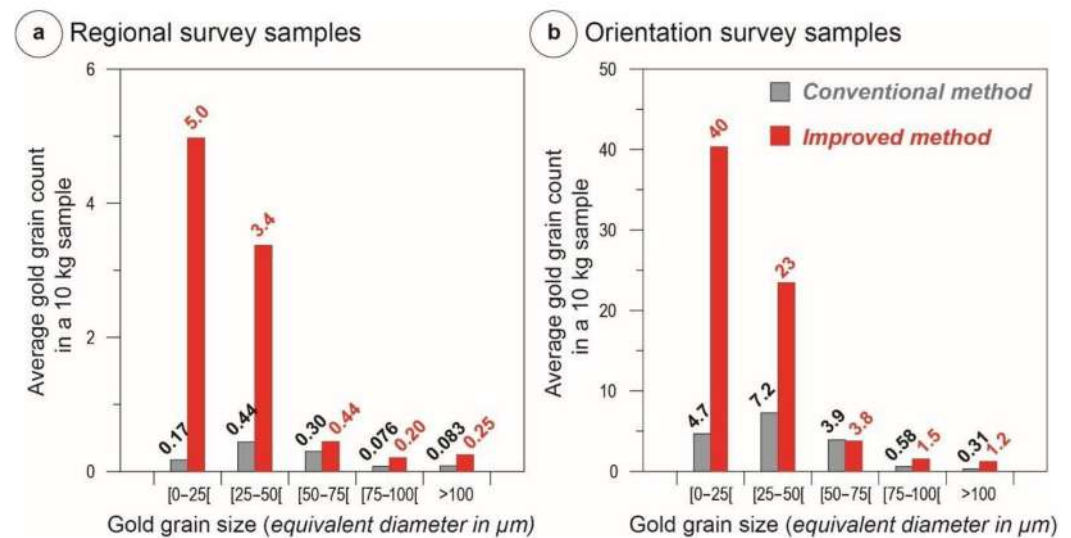 a Regional survey samples
Average gold grain count
in a 10 kg sample
6
4
2
0
0.17
5.0
0.44
3.4
0.30
0.44
0.076
0.20
0.083
0.25
[0–25[ [25–50[ [50–75[ [75–100[ >100
Gold grain size (equivalent diameter in µm)
b Orientation survey samples
Average gold grain count
in a 10 kg sample
50
40
30
20
10
0
Conventional method
Improved method
4.7
40
7.2
23
3.9
3.8
0.58
1.5
0.31
1.2
[0–25[ [25–50[ [50–75[ [75–100[ >100
Gold grain size (equivalent diameter in µm)